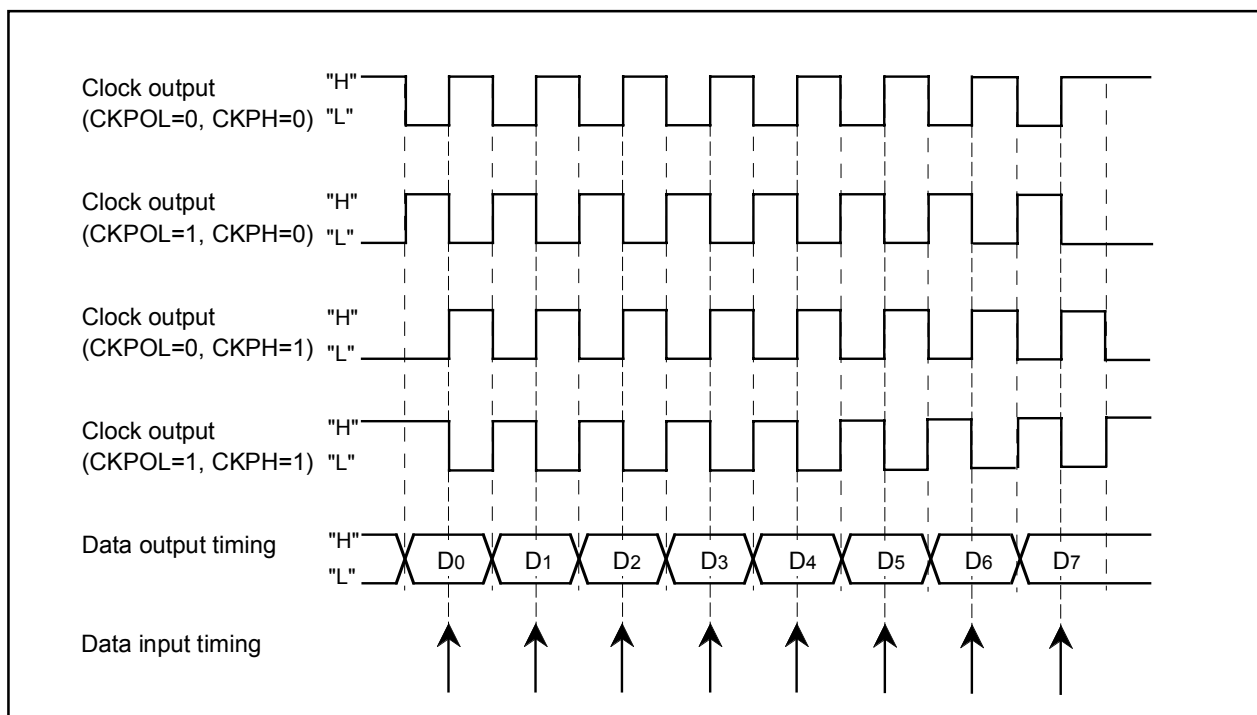 Clock output "H"
(CKPOL=0, CKPH=0) "L"
Clock output "H"
(CKPOL=1, CKPH=0) "L"
Clock output "H"
(CKPOL=0, CKPH=1) "L"
Clock output "H"
(CKPOL=1, CKPH=1) "L"
Data output timing "H" D0 D1 D2 D3 D4 D5 D6 D7
"L"
Data input timing